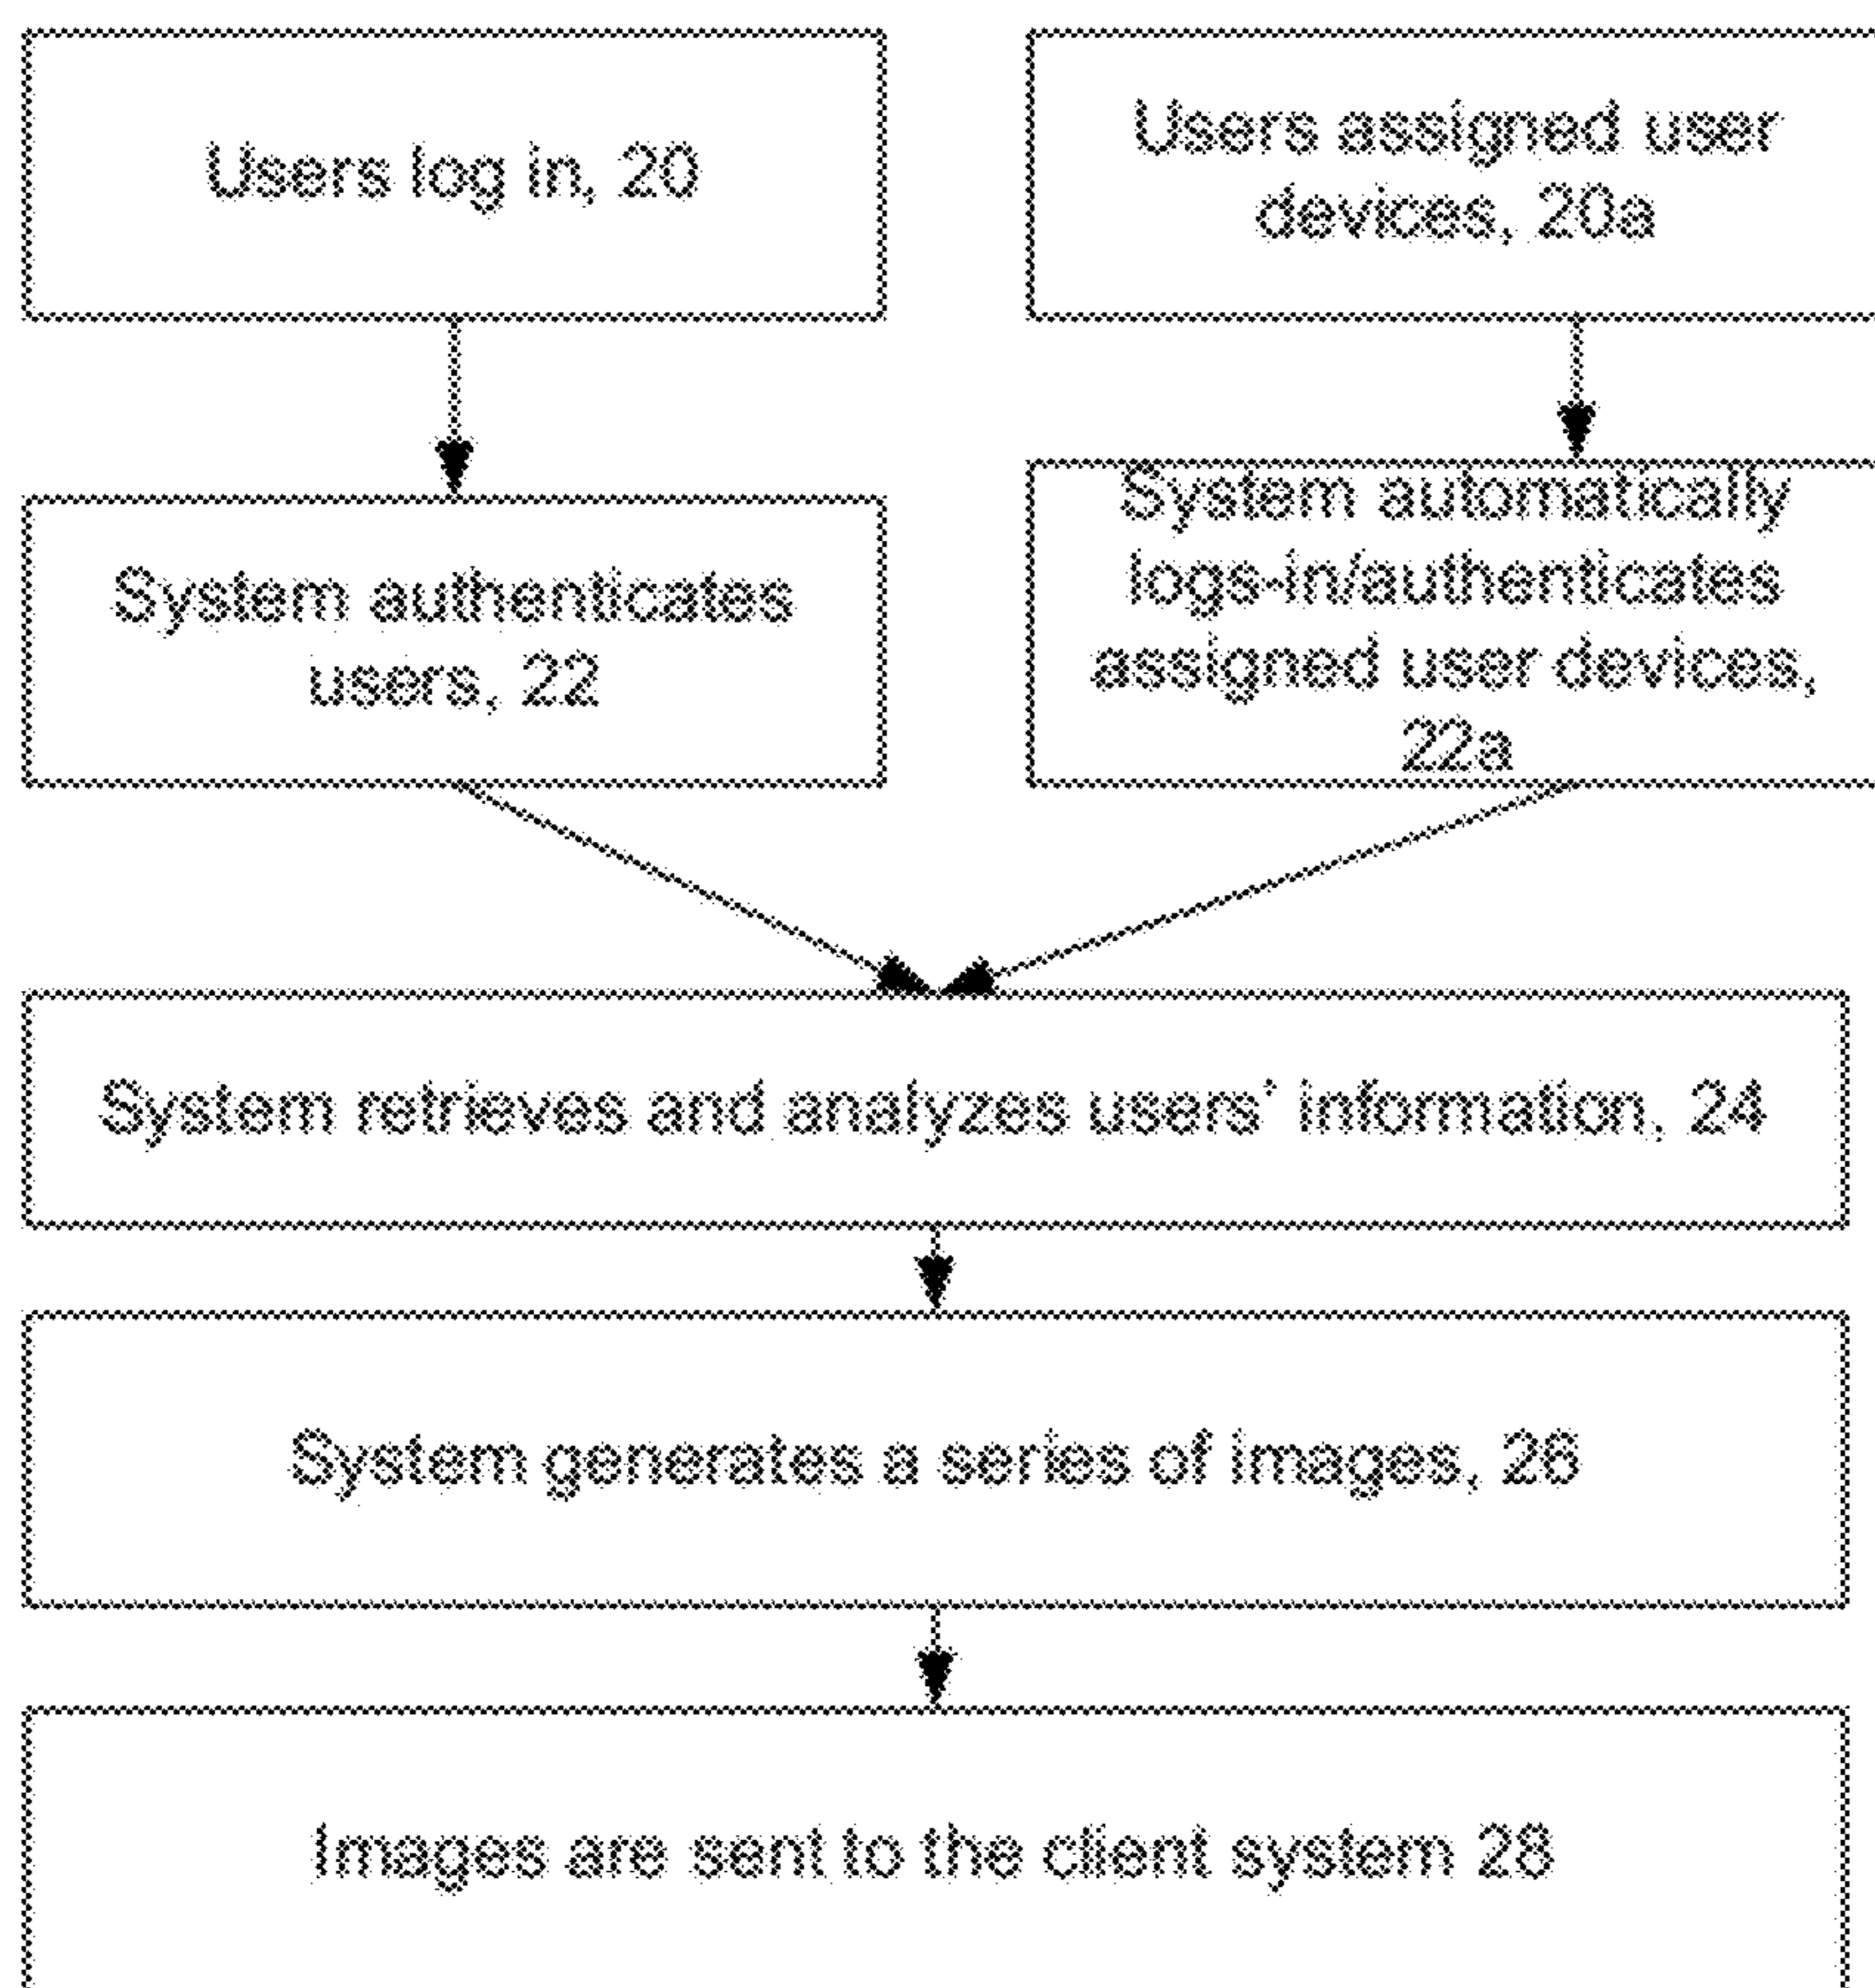 Users log in, 20
Users assigned user
devices, 20a
System authenticates
users, 22
System automatically
logs-in/authenticates
assigned user devices,
22a
System retrieves and analyzes users' information, 24
System generates a series of images, 26
Images are sent to the client system 28